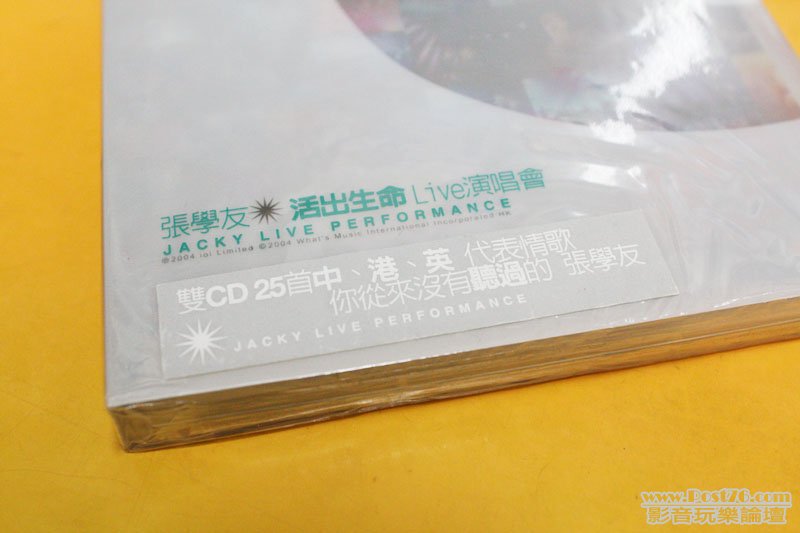 張學友 活出生命 Live演唱會
JACKY LIVE PERFORMANCE
℗2004 lol Limited ©2004 What's Music International Incorporated HK
雙CD 25首中、港、英 代表情歌
你從來沒有聽過的 張學友
JACKY LIVE PERFORMANCE
www.Post76.com
影音玩樂論壇